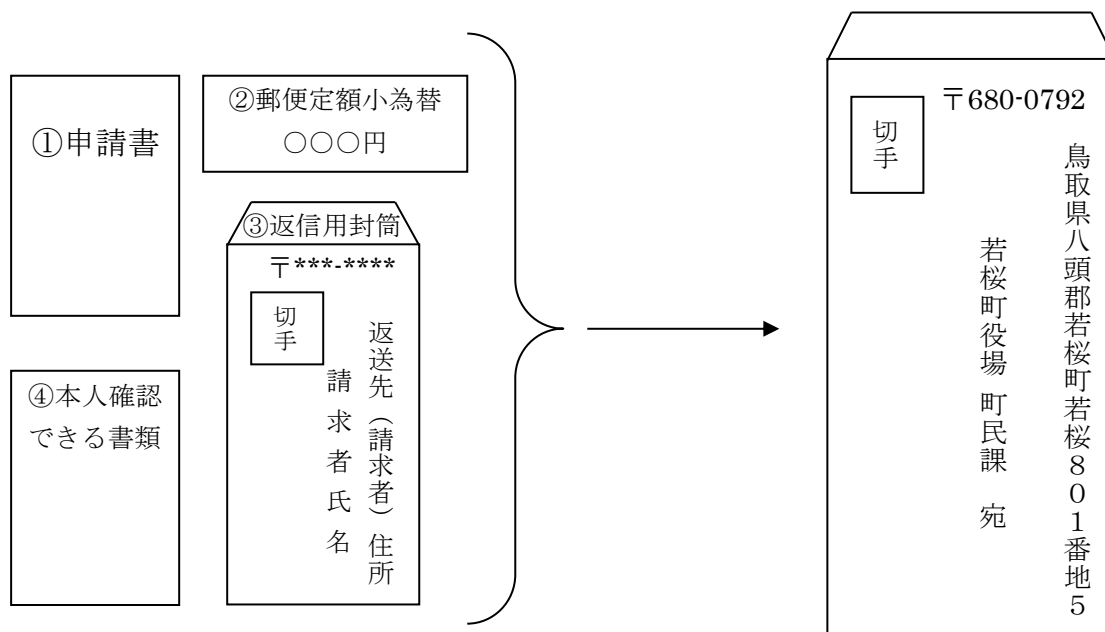 ①申請書
②郵便定額小為替
○○○円
③返信用封筒
〒***-****
切手
返送先（請求者）住所
請求者氏名
④本人確認
できる書類
〒680-0792
切手
鳥取県八頭郡若桜町若桜８０１番地５
若桜町役場 町民課 宛